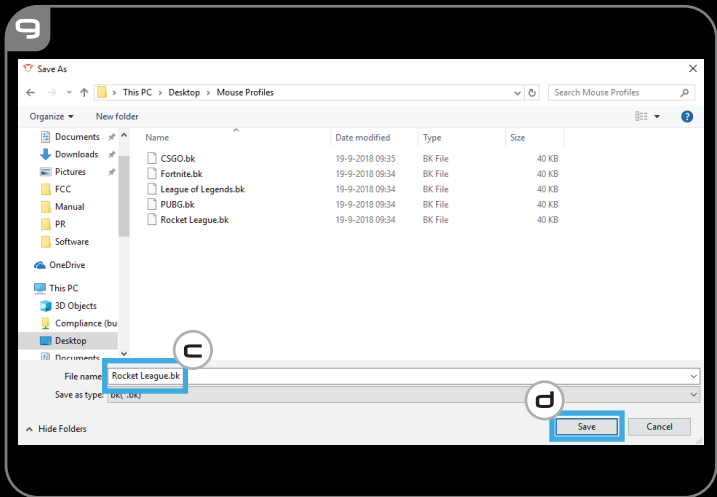 9
Save As
This PC > Desktop > Mouse Profiles
Search Mouse Profiles
Organize
New folder
?
Name Date modified Type Size
Documents
Downloads
Pictures
FCC
Manual
PR
Software
OneDrive
This PC
3D Objects
Compliance (bu
Desktop
Documents
CSGO.bk 19-9-2018 09:35 BK File 40 KB
Fortnite.bk 19-9-2018 09:34 BK File 40 KB
League of Legends.bk 19-9-2018 09:34 BK File 40 KB
PUBG.bk 19-9-2018 09:34 BK File 40 KB
Rocket League.bk 19-9-2018 09:34 BK File 40 KB
c
File name: Rocket League.bk
Save as type: bk(*.bk)
d
Hide Folders
Save
Cancel